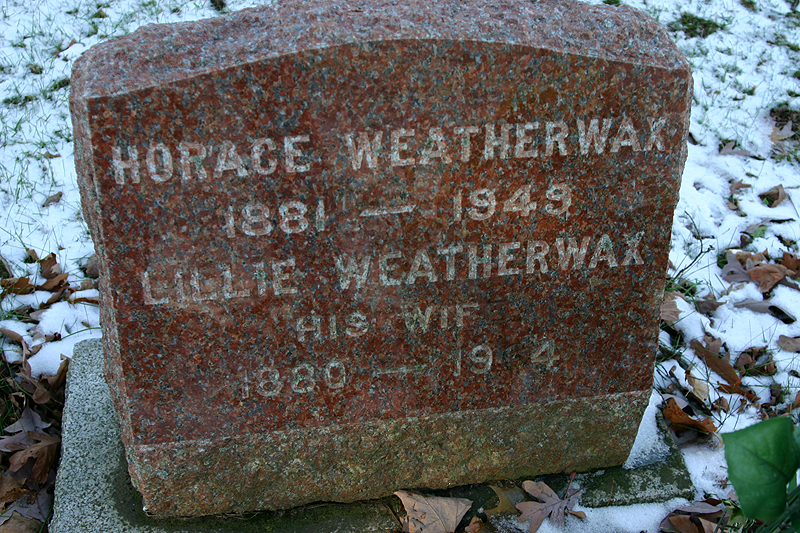 HORACE WEATHERWAX
1881 — 1949
LILLIE WEATHERWAX
HIS WIF
1880 —